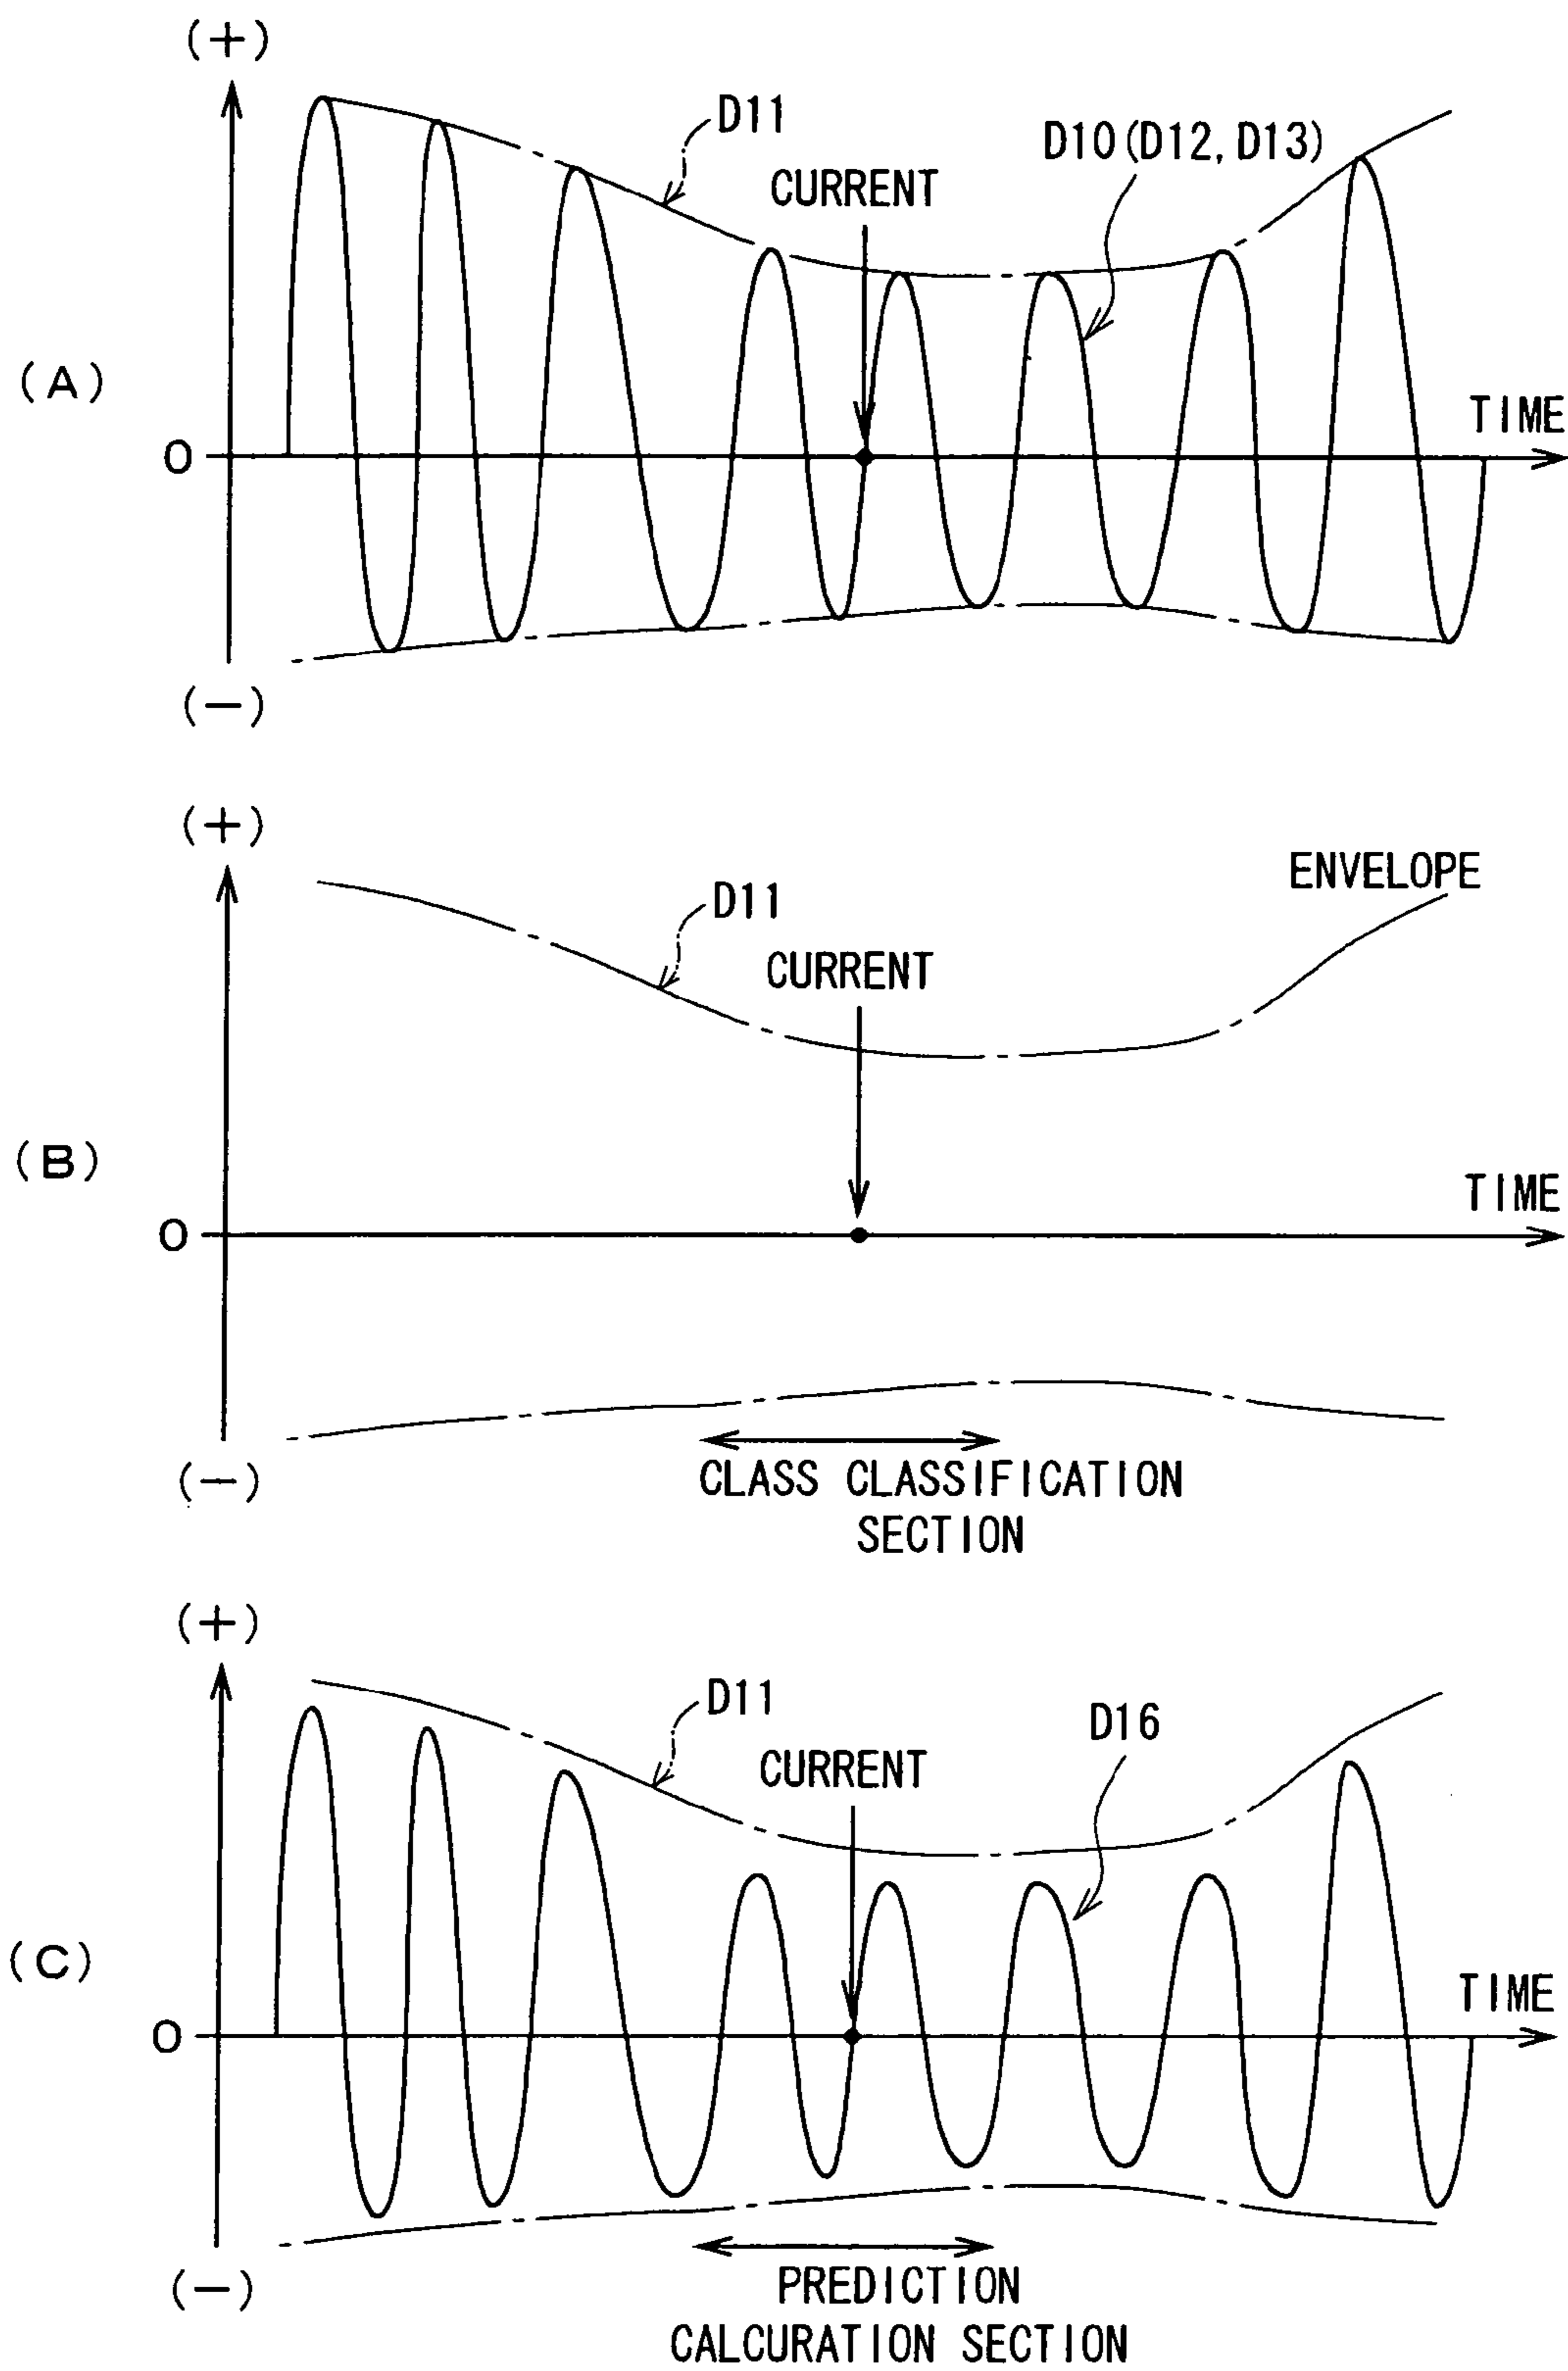 (+)
D11
D10(D12,D13)
CURRENT
(A)
TIME
0
(-)
(+)
ENVELOPE
D11
CURRENT
(B)
TIME
0
CLASS CLASSIFICATION
SECTION
(-)
(+)
D11
D16
CURRENT
(C)
TIME
0
(-)
PREDICTION
CALCURATION SECTION